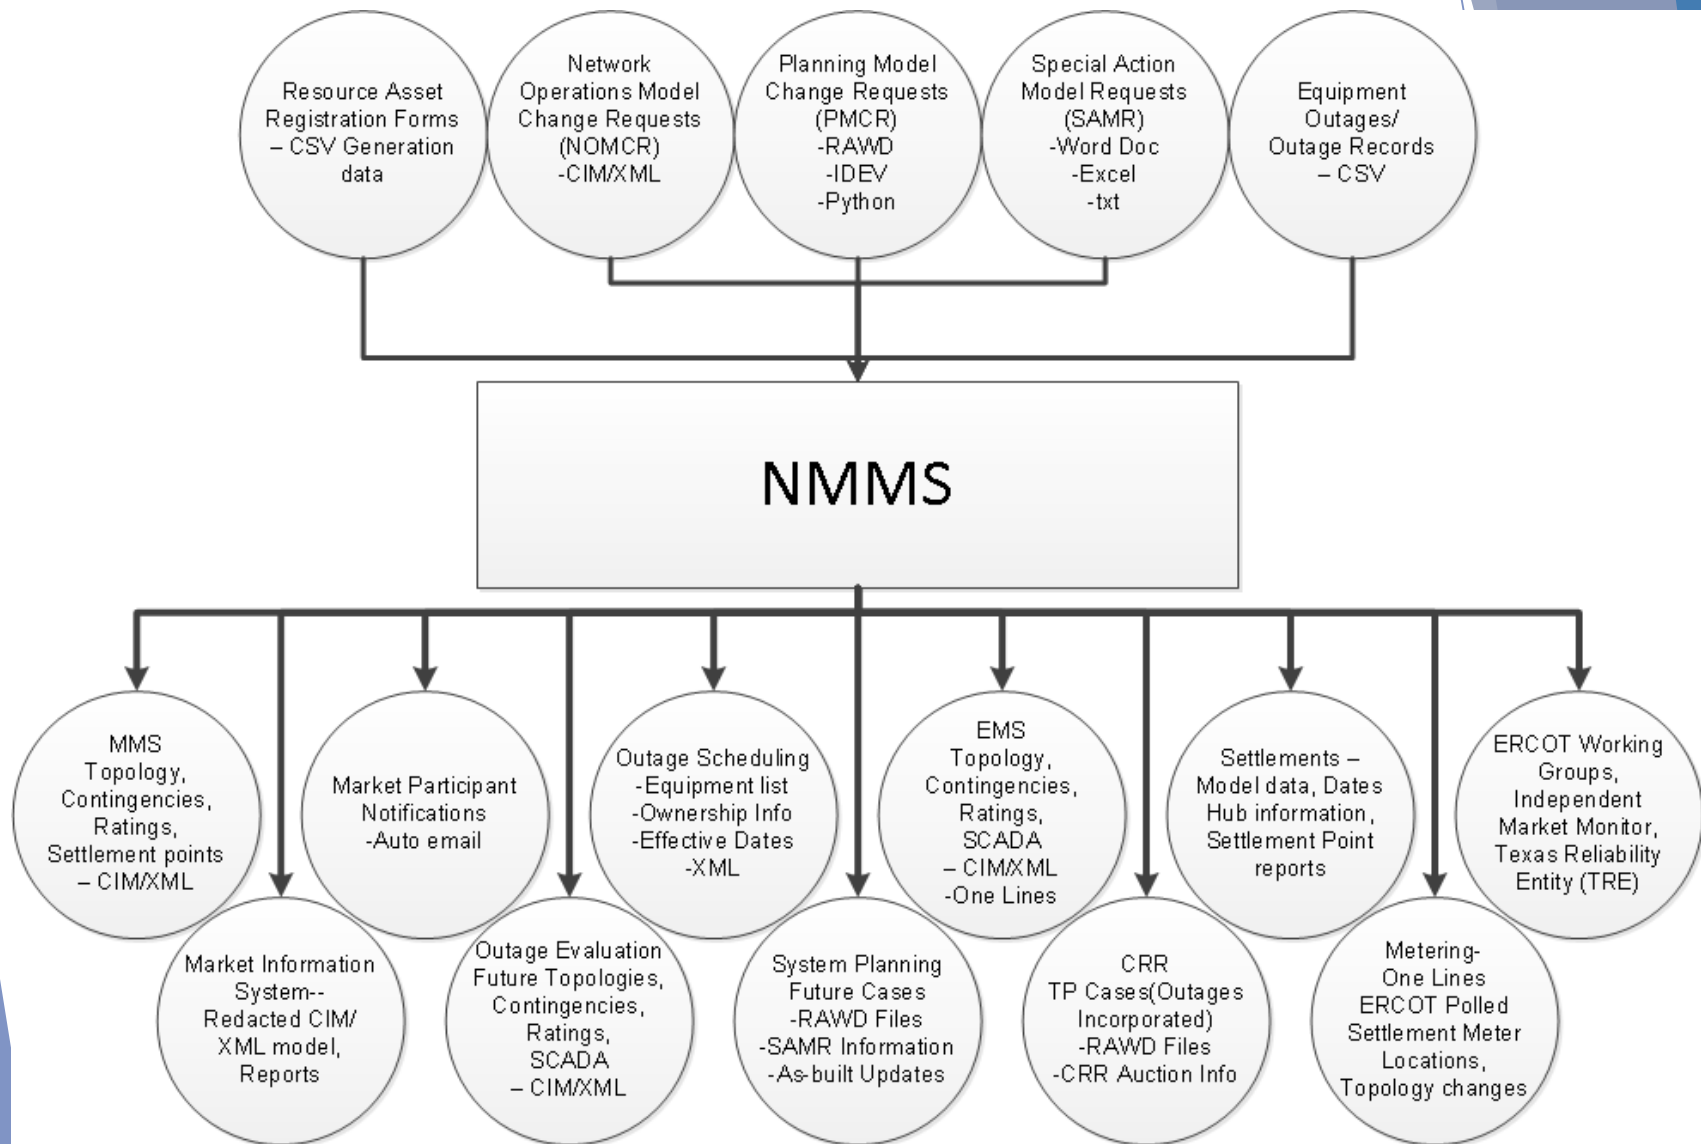 Resource Asset
Registration Forms
– CSV Generation
data
Network
Operations Model
Change Requests
(NOMCR)
-CIM/XML
Planning Model
Change Requests
(PMCR)
-RAWD
-IDEV
-Python
Special Action
Model Requests
(SAMR)
-Word Doc
-Excel
-txt
Equipment
Outages/
Outage Records
– CSV
NMMS
MMS
Topology,
Contingencies,
Ratings,
Settlement points
– CIM/XML
Market Participant
Notifications
-Auto email
Outage Scheduling
-Equipment list
-Ownership Info
-Effective Dates
-XML
EMS
Topology,
Contingencies,
Ratings,
SCADA
– CIM/XML
-One Lines
Settlements –
Model data, Dates
Hub information,
Settlement Point
reports
ERCOT Working
Groups,
Independent
Market Monitor,
Texas Reliability
Entity (TRE)
Market Information
System--
Redacted CIM/
XML model,
Reports
Outage Evaluation
Future Topologies,
Contingencies,
Ratings,
SCADA
– CIM/XML
System Planning
Future Cases
-RAWD Files
-SAMR Information
-As-built Updates
CRR
TP Cases(Outages
Incorporated)
-RAWD Files
-CRR Auction Info
Metering-
One Lines
ERCOT Polled
Settlement Meter
Locations,
Topology changes